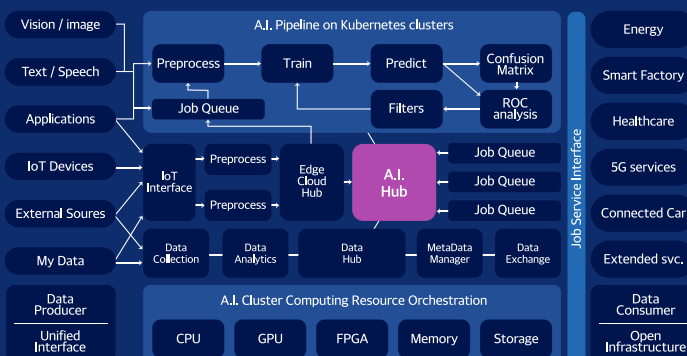 Vision / image
Text / Speech
Applications
IoT Devices
External Soures
My Data
Data
Producer
Unified
Interface
A.I. Pipeline on Kubernetes clusters
Preprocess
Train
Predict
Confusion
Matrix
Job Queue
Filters
ROC
analysis
IoT
Interface
Preprocess
Preprocess
Edge
Cloud
Hub
A.I.
Hub
Job Queue
Job Queue
Job Queue
Data
Collection
Data
Analytics
Data
Hub
MetaData
Manager
Data
Exchange
A.I. Cluster Computing Resource Orchestration
CPU
GPU
FPGA
Memory
Storage
Job Service Interface
Energy
Smart Factory
Healthcare
5G services
Connected Car
Extended svc.
Data
Consumer
Open
Infrastructure